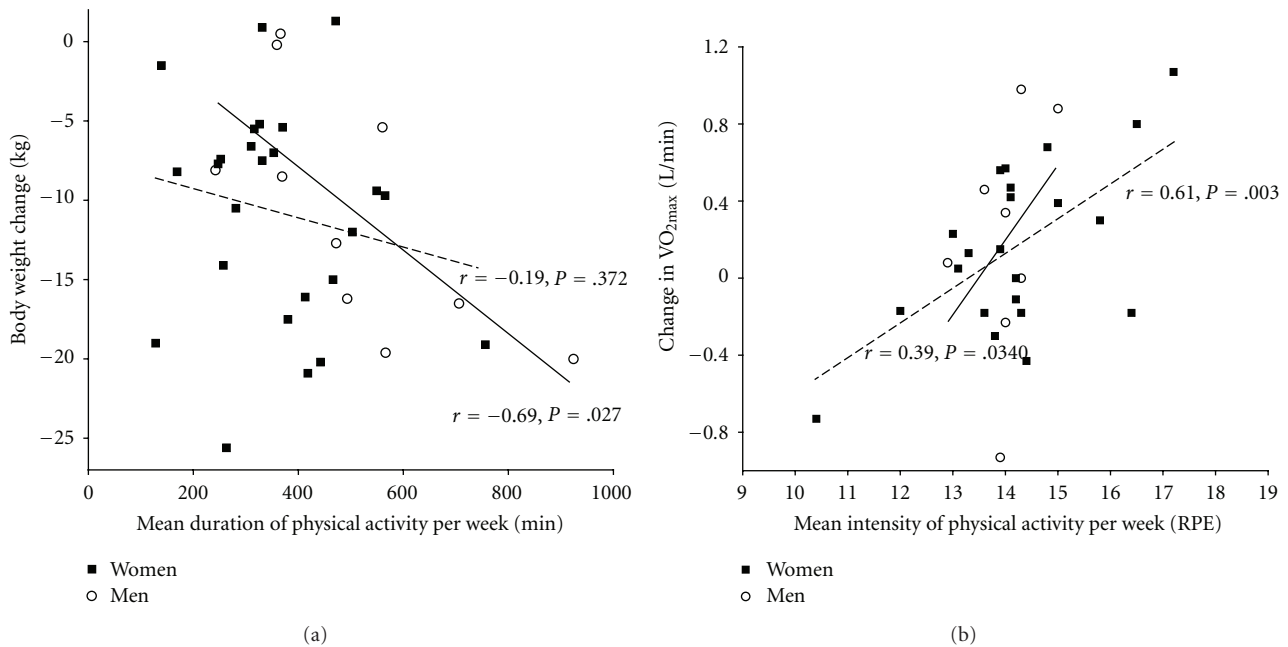 0
−5
−10
−15
−20
−25
Body weight change (kg)
r = −0.19, P = .372
r = −0.69, P = .027
0 200 400 600 800 1000
Mean duration of physical activity per week (min)
Women
Men
(a)
1.2
0.8
0.4
0
−0.4
−0.8
Change in VO2max (L/min)
r = 0.61, P = .003
r = 0.39, P = .0340
9 10 11 12 13 14 15 16 17 18 19
Mean intensity of physical activity per week (RPE)
Women
Men
(b)